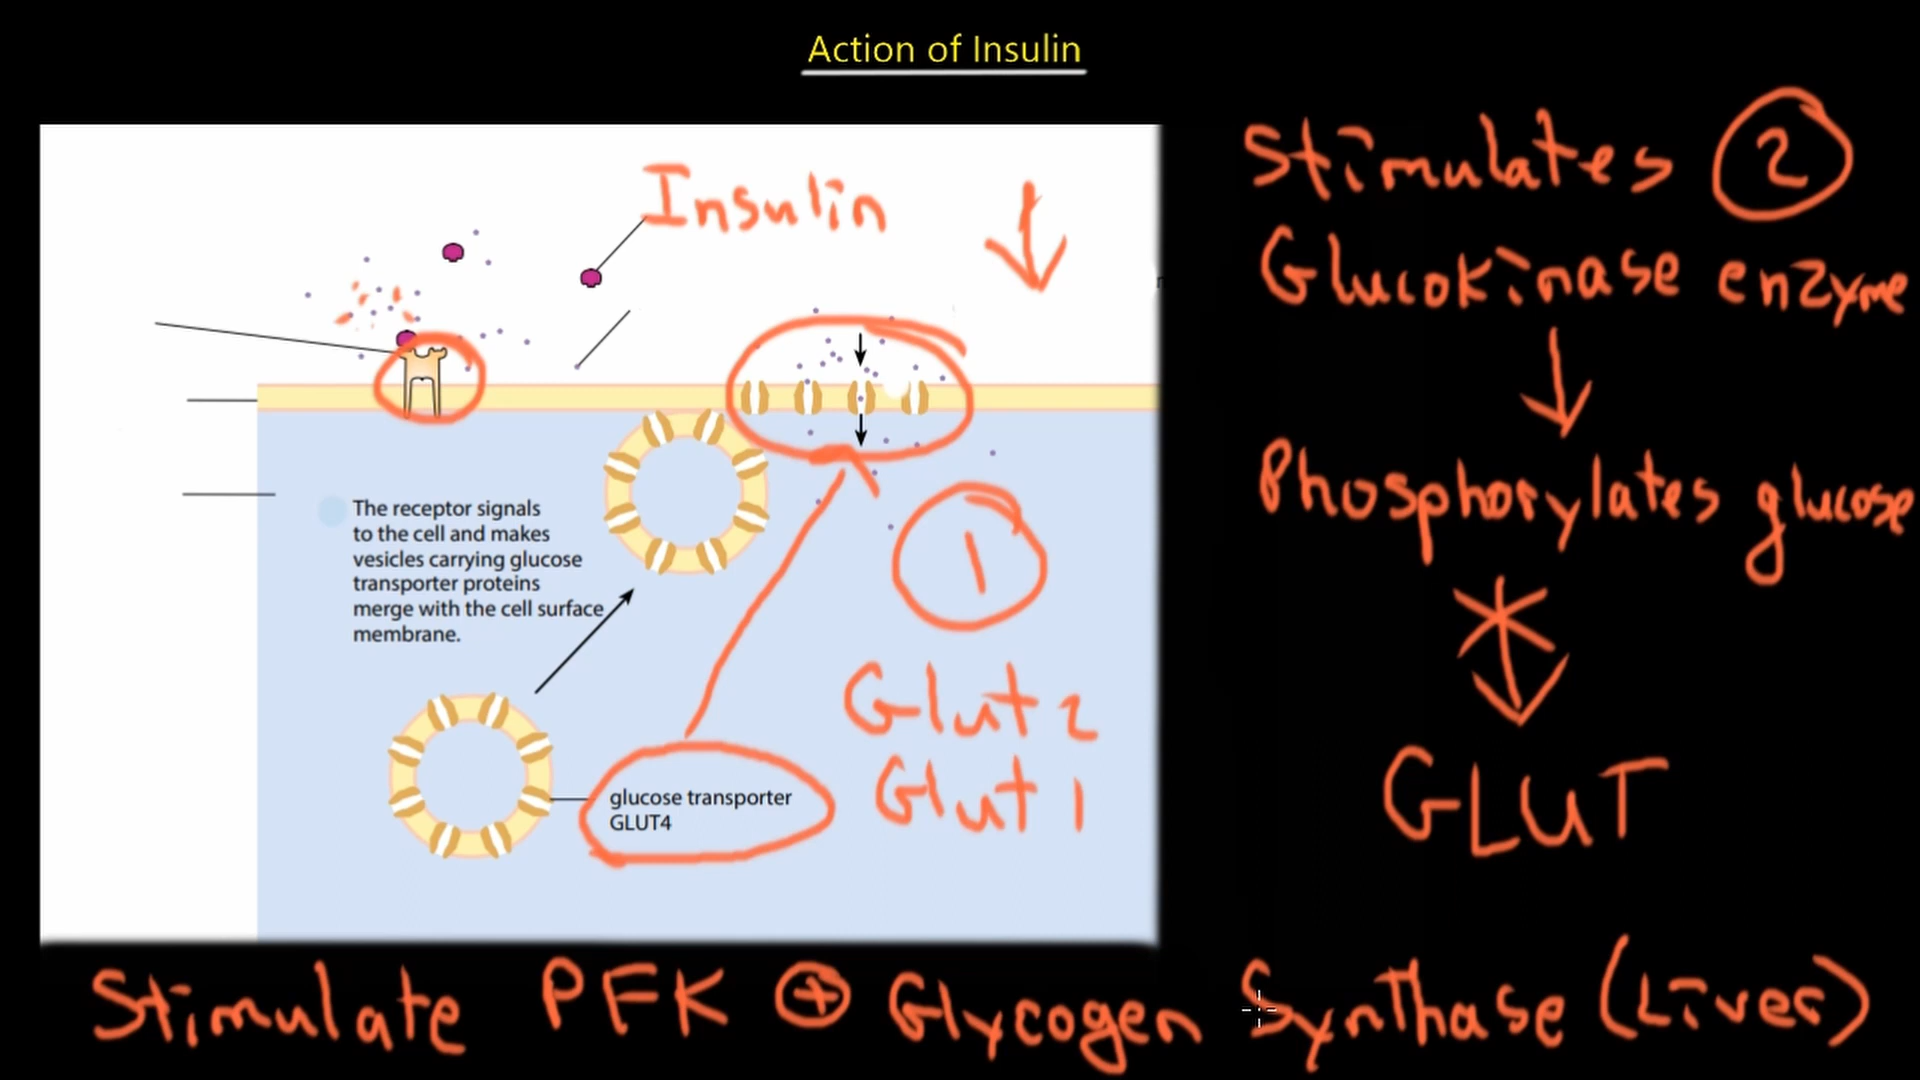 Action of Insulin
Insulin
The receptor signals
to the cell and makes
vesicles carrying glucose
transporter proteins
merge with the cell surface
membrane.
1
Glut 2
Glut 1
glucose transporter
GLUT4
Stimulates 2
Glucokinase enzyme
Phosphorylates glucose
GLUT
Stimulate PFK + Glycogen Synthase (Liver)